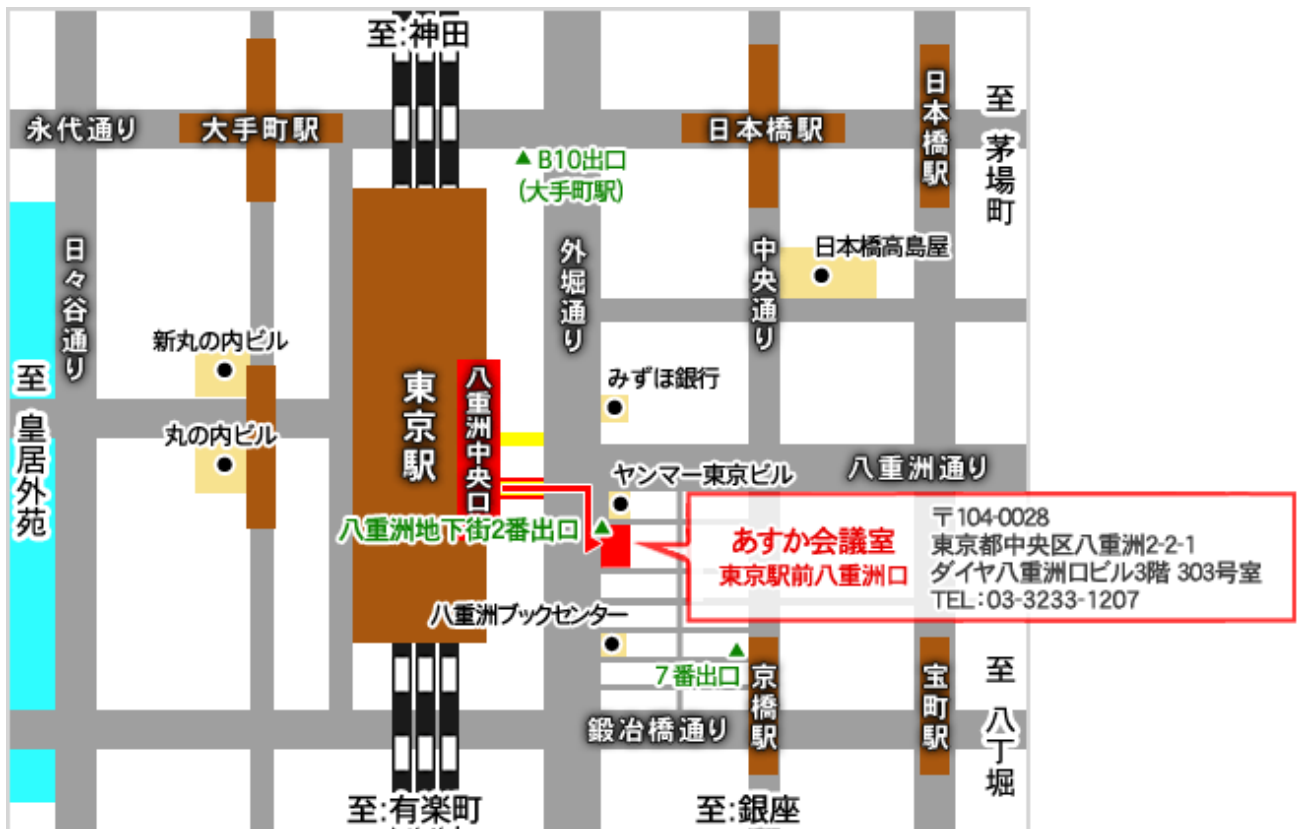 至:神田
永代通り
大手町駅
日本橋駅
日本橋駅
至 茅場町
▲B10出口
(大手町駅)
日々谷通り
外堀通り
中央通り
日本橋高島屋
新丸の内ビル
至 皇居外苑
東京駅
八重洲中央口
みずほ銀行
丸の内ビル
八重洲通り
ヤンマー東京ビル
八重洲地下街2番出口▲
あすか会議室
東京駅前八重洲口
〒104-0028
東京都中央区八重洲2-2-1
ダイヤ八重洲口ビル3階 303号室
TEL:03-3233-1207
八重洲ブックセンター
▲
7番出口
京橋駅
宝町駅
至 八丁堀
鍛冶橋通り
至:有楽町
至:銀座